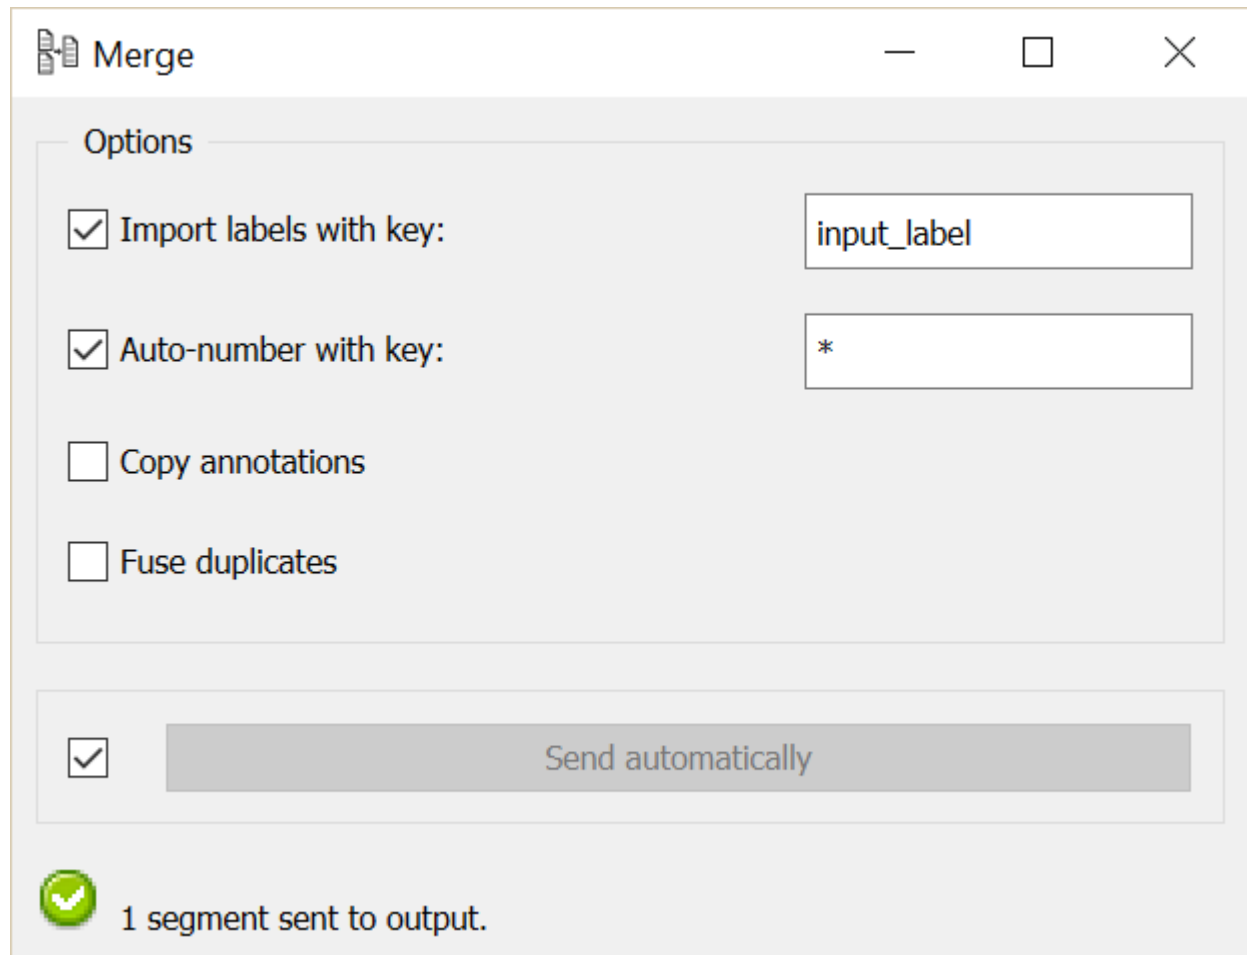 Merge
Options
Import labels with key: input_label
Auto-number with key: *
Copy annotations
Fuse duplicates
Send automatically
1 segment sent to output.